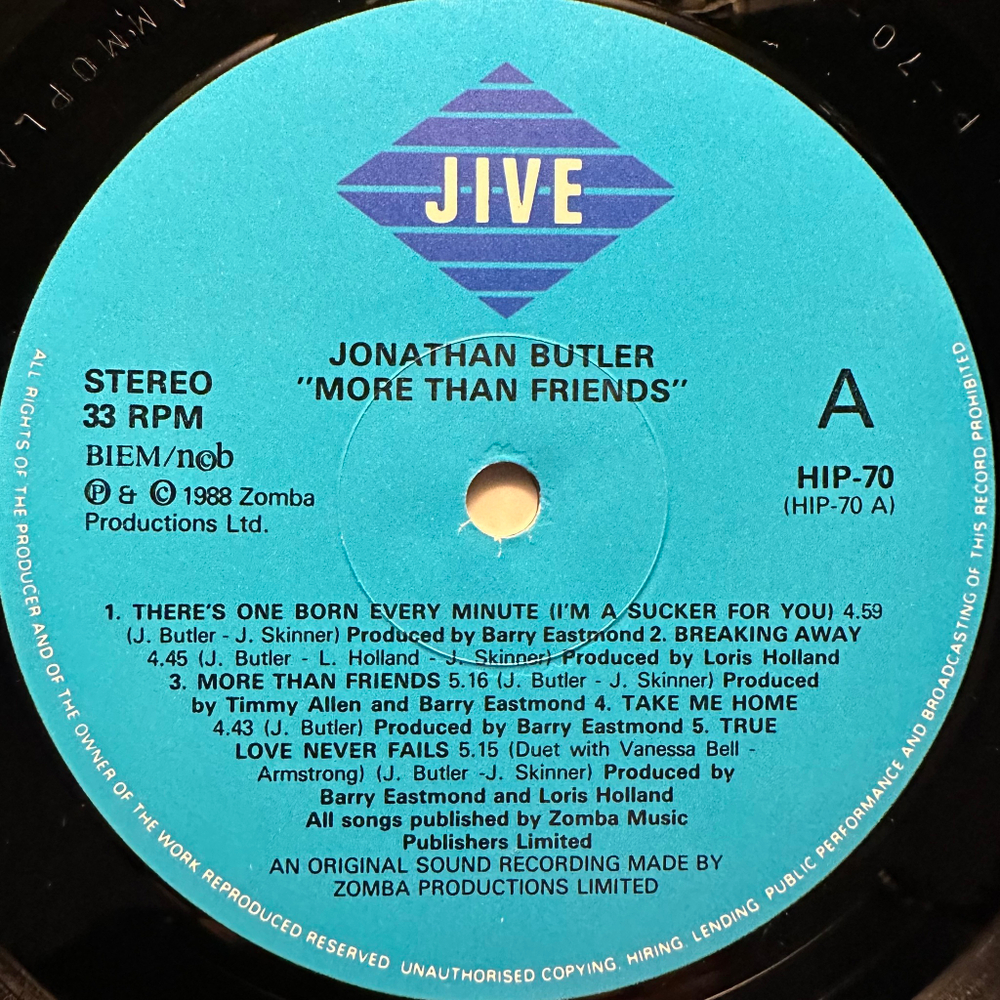 JIVE
JONATHAN BUTLER
"MORE THAN FRIENDS"
STEREO
33 RPM
BIEM/n©b
℗ & © 1988 Zomba
Productions Ltd.
A
HIP-70
(HIP-70 A)
1. THERE'S ONE BORN EVERY MINUTE (I'M A SUCKER FOR YOU) 4.59
(J. Butler - J. Skinner) Produced by Barry Eastmond 2. BREAKING AWAY
4.45 (J. Butler - L. Holland - J. Skinner) Produced by Loris Holland
3. MORE THAN FRIENDS 5.16 (J. Butler - J. Skinner) Produced
by Timmy Allen and Barry Eastmond 4. TAKE ME HOME
4.43 (J. Butler) Produced by Barry Eastmond 5. TRUE
LOVE NEVER FAILS 5.15 (Duet with Vanessa Bell -
Armstrong) (J. Butler -J. Skinner) Produced by
Barry Eastmond and Loris Holland
All songs published by Zomba Music
Publishers Limited
AN ORIGINAL SOUND RECORDING MADE BY
ZOMBA PRODUCTIONS LIMITED
ALL RIGHTS OF THE PRODUCER AND OF THE OWNER OF THE WORK REPRODUCED RESERVED UNAUTHORISED COPYING, HIRING, LENDING PUBLIC PERFORMANCE AND BROADCASTING OF THIS RECORD PROHIBITED